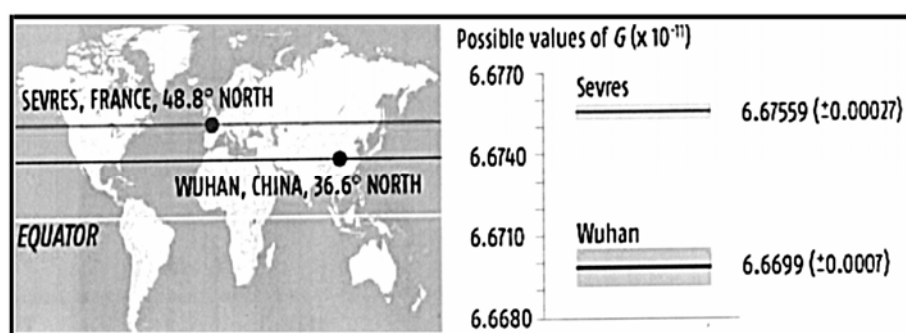 SEVRES, FRANCE, 48.8° NORTH
WUHAN, CHINA, 36.6° NORTH
EQUATOR
Possible values of G (x 10⁻¹¹)
6.6770
Sevres
6.67559 (±0.00027)
6.6740
6.6710
Wuhan
6.6699 (±0.0007)
6.6680